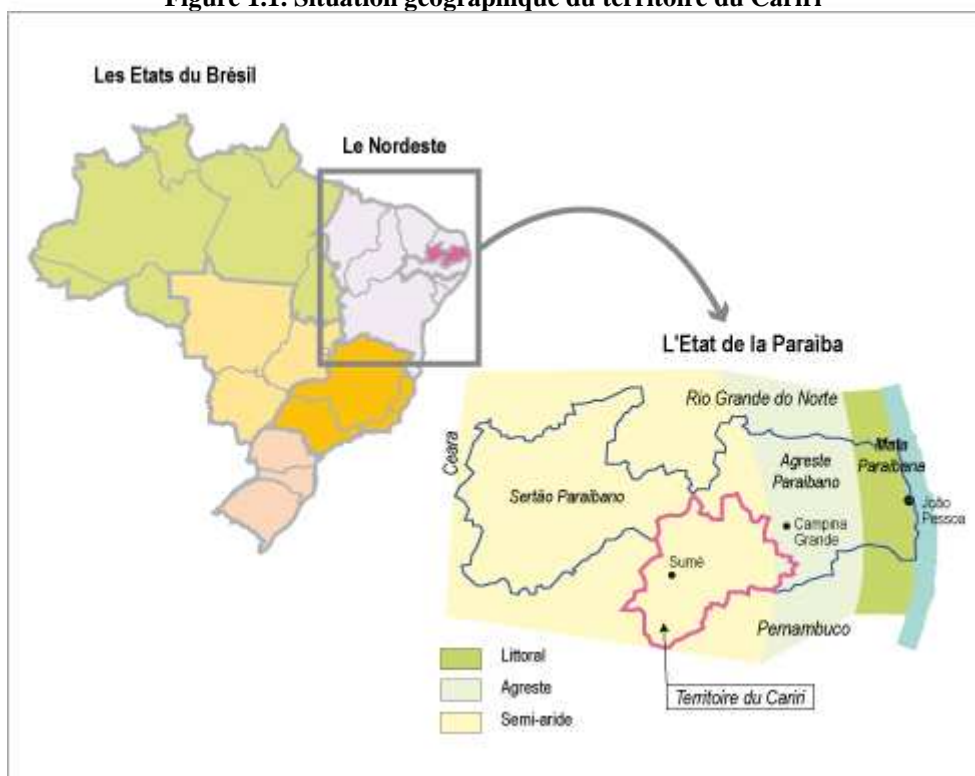 Figure 1.1. Situation géographique du territoire du Cariri
Les Etats du Brésil
Le Nordeste
L'Etat de la Paraiba
Rio Grande do Norte
Ceara
Mata
Paraibana
Agreste
Paraibano
Sertão Paraibano
João
Pessoa
Campina
Grande
Sumé
Pernambuco
Littoral
Agreste
Semi-aride
Territoire du Cariri